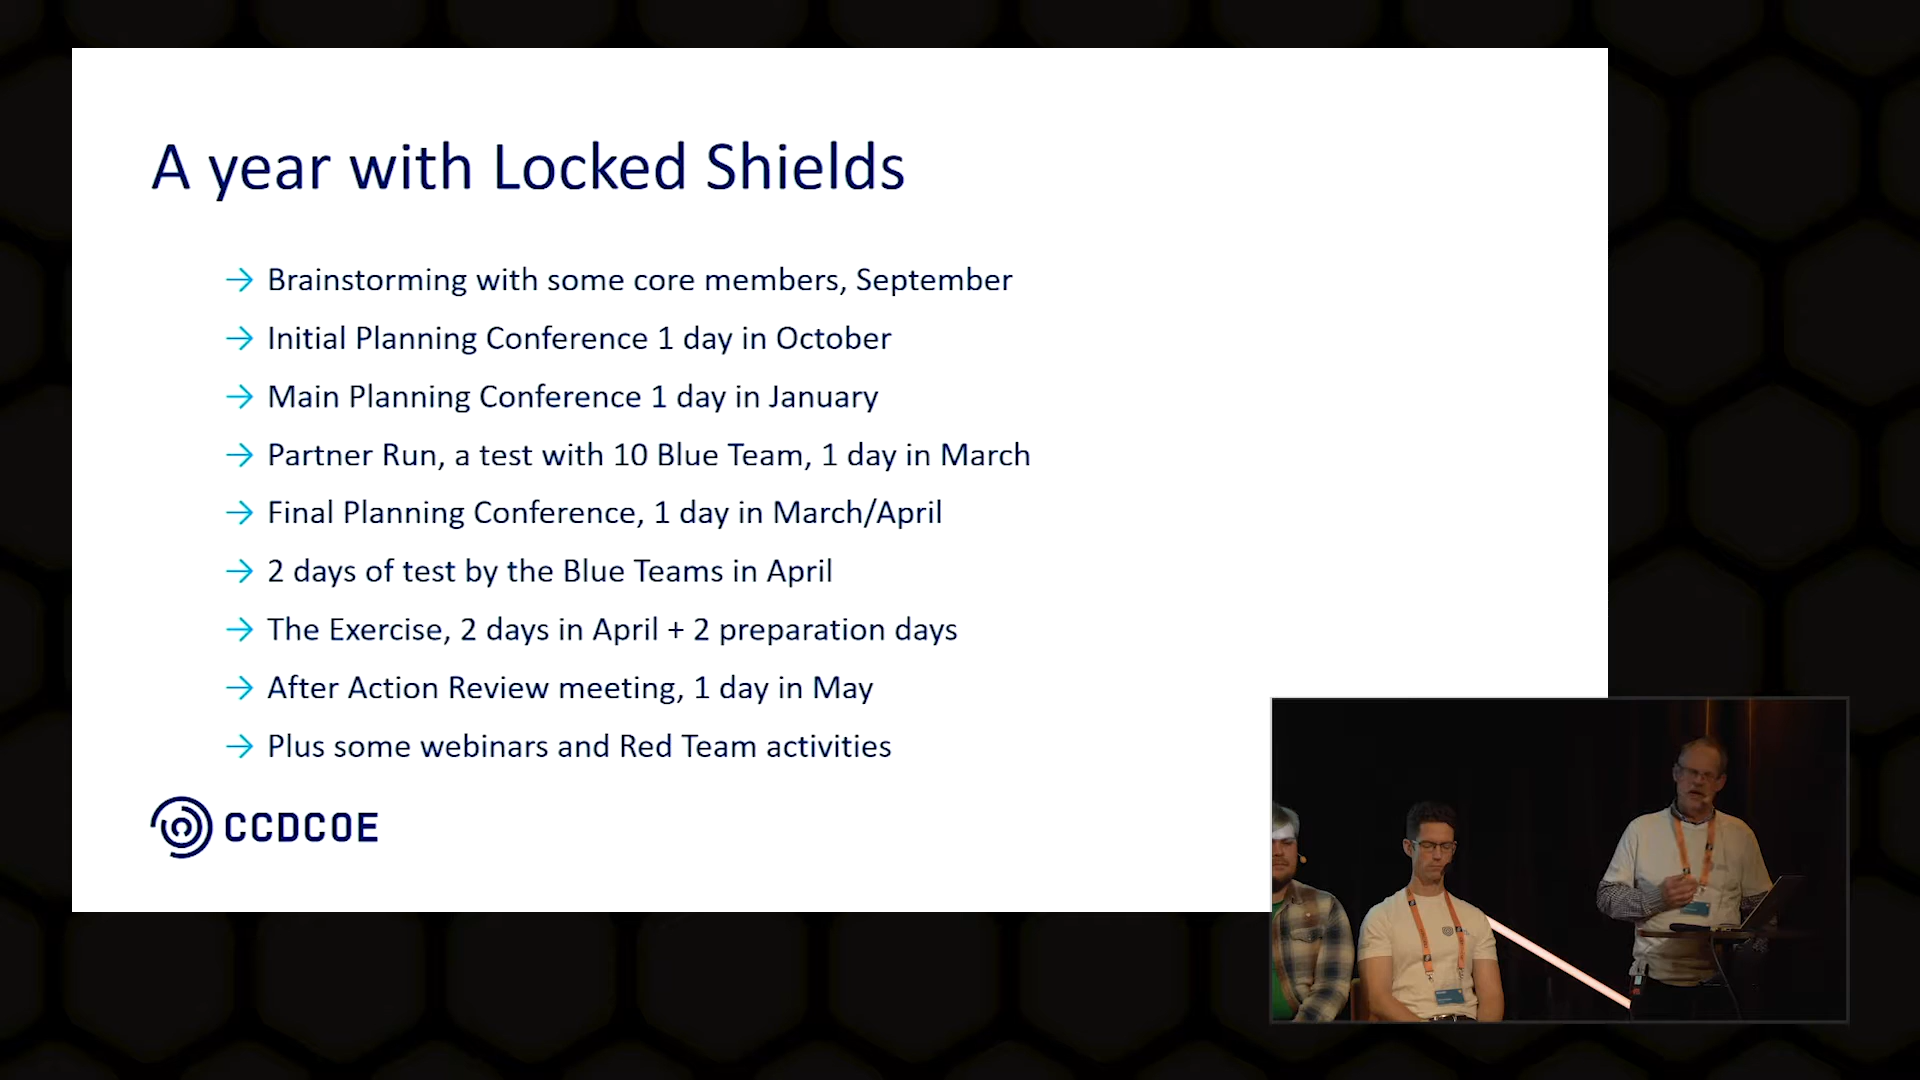 A year with Locked Shields
→ Brainstorming with some core members, September
→ Initial Planning Conference 1 day in October
→ Main Planning Conference 1 day in January
→ Partner Run, a test with 10 Blue Team, 1 day in March
→ Final Planning Conference, 1 day in March/April
→ 2 days of test by the Blue Teams in April
→ The Exercise, 2 days in April + 2 preparation days
→ After Action Review meeting, 1 day in May
→ Plus some webinars and Red Team activities
CCDCOE